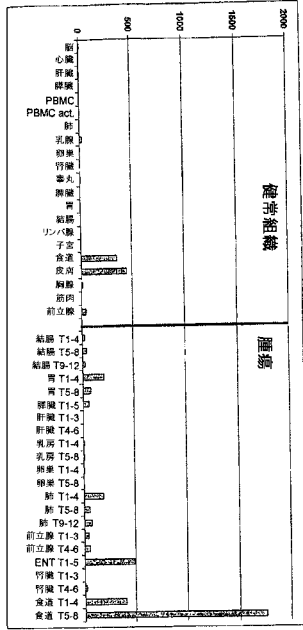 2000
1500
1000
500
0
健常組織
腫瘍
脳
心臓
肝臓
脾臓
PBMC
PBMC act.
肺
乳腺
卵巣
腎臓
睾丸
膵臓
胃
結腸
リンパ腺
子宮
食道
皮膚
胸腺
筋肉
前立腺
結腸 T1-4
結腸 T5-8
結腸 T9-12
胃 T1-4
胃 T5-8
膵臓 T1-5
肝臓 T1-3
肝臓 T4-6
乳房 T1-4
乳房 T5-8
卵巣 T1-4
卵巣 T5-8
肺 T1-4
肺 T5-8
肺 T9-12
前立腺 T1-3
前立腺 T4-6
ENT T1-5
腎臓 T1-3
腎臓 T4-6
食道 T1-4
食道 T5-8